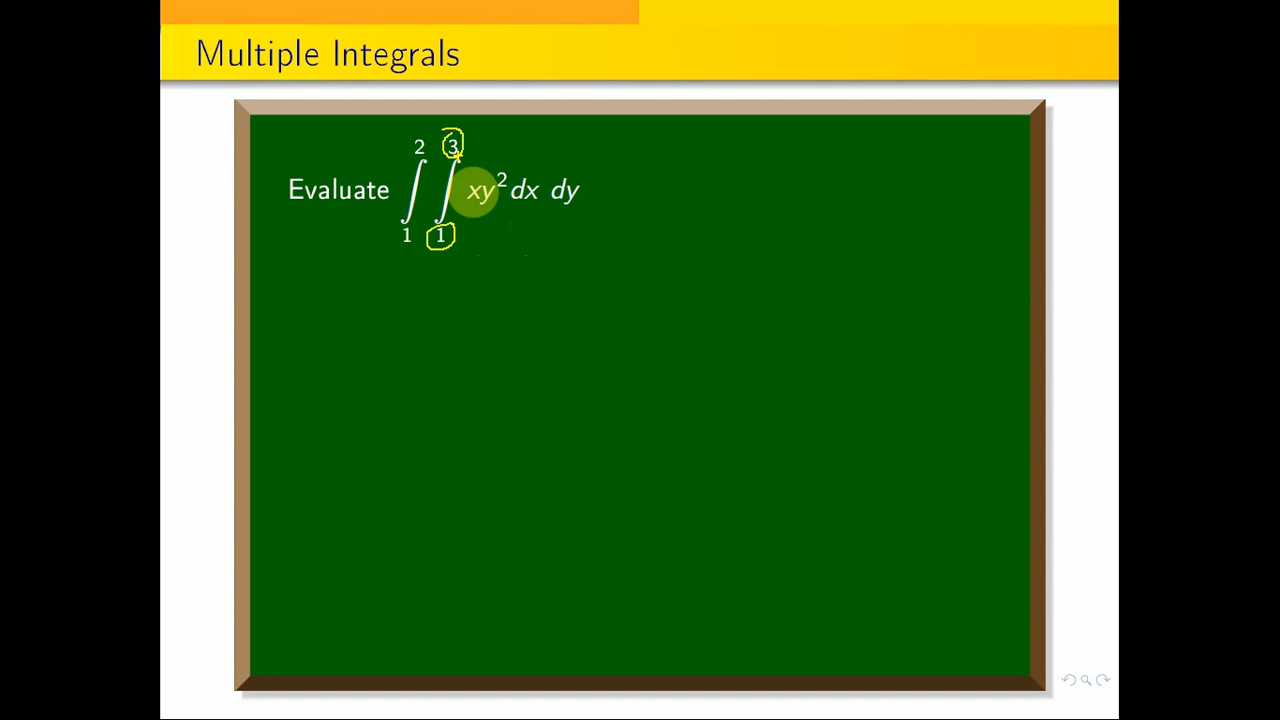 Multiple Integrals
Evaluate ∫₁² ∫₁³ xy² dx dy